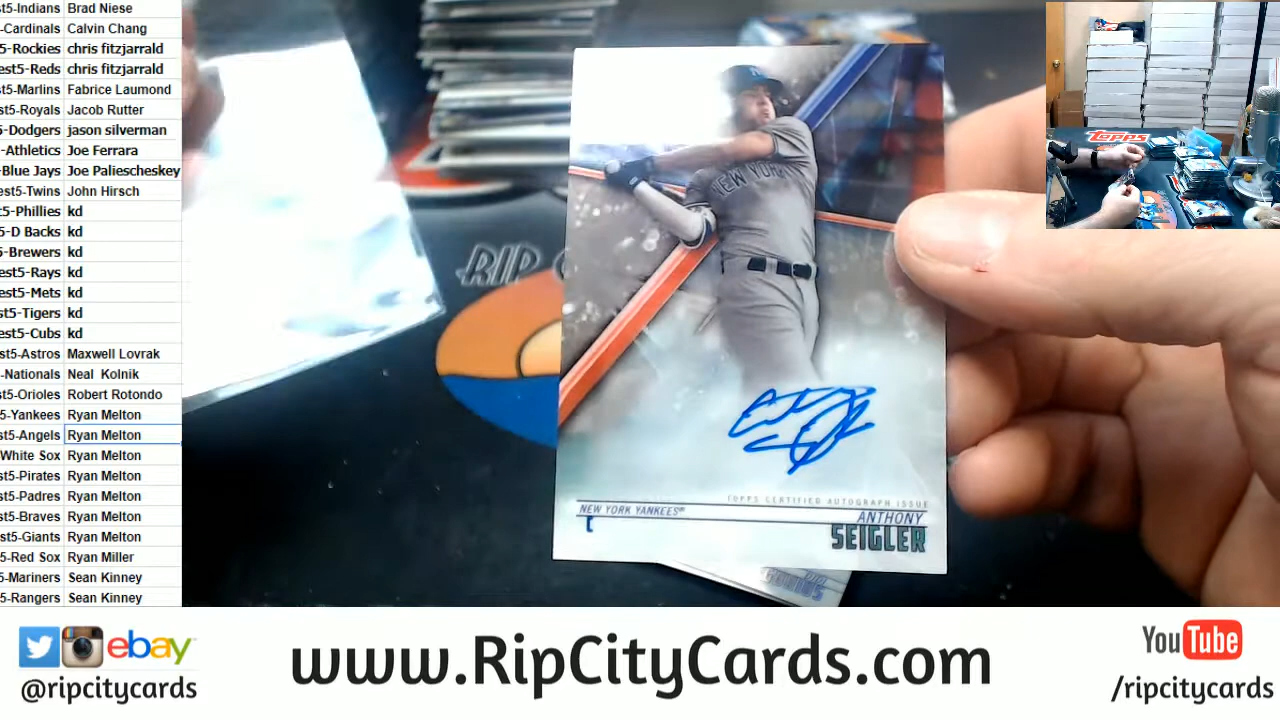 st5-Indians Brad Niese
-Cardinals Calvin Chang
5-Rockies chris fitzjarrald
est5-Reds chris fitzjarrald
st5-Marlins Fabrice Laumond
st5-Royals Jacob Rutter
5-Dodgers jason silverman
-Athletics Joe Ferrara
Blue Jays Joe Paliescheskey
est5-Twins John Hirsch
t5-Phillies kd
t5-D Backs kd
5-Brewers kd
est5-Rays kd
est5-Mets kd
st5-Tigers kd
est5-Cubs kd
est5-Astros Maxwell Lovrak
-Nationals Neal Kolnik
st5-Orioles Robert Rotondo
5-Yankees Ryan Melton
st5-Angels Ryan Melton
White Sox Ryan Melton
st5-Pirates Ryan Melton
st5-Padres Ryan Melton
st5-Braves Ryan Melton
st5-Giants Ryan Melton
5-Red Sox Ryan Miller
5-Mariners Sean Kinney
5-Rangers Sean Kinney
RIP
NEW YORK
TOPPS CERTIFIED AUTOGRAPH ISSUE
NEW YORK YANKEES®
C
ANTHONY
SEIGLER
Topps
ebay
@ripcitycards
www.RipCityCards.com
YouTube
/ripcitycards